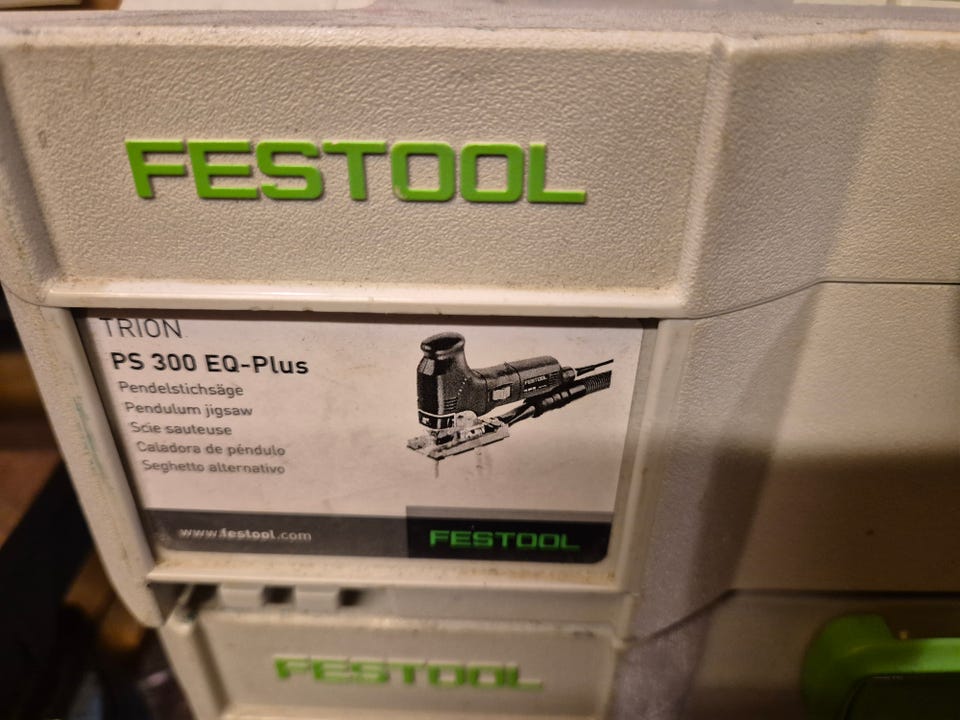 FESTOOL
TRION
PS 300 EQ-Plus
Pendelstichsäge
Pendulum jigsaw
Scie sauteuse
Caladora de péndulo
Seghetto alternativo
FESTOOL
www.festool.com
FESTOOL
FESTOOL